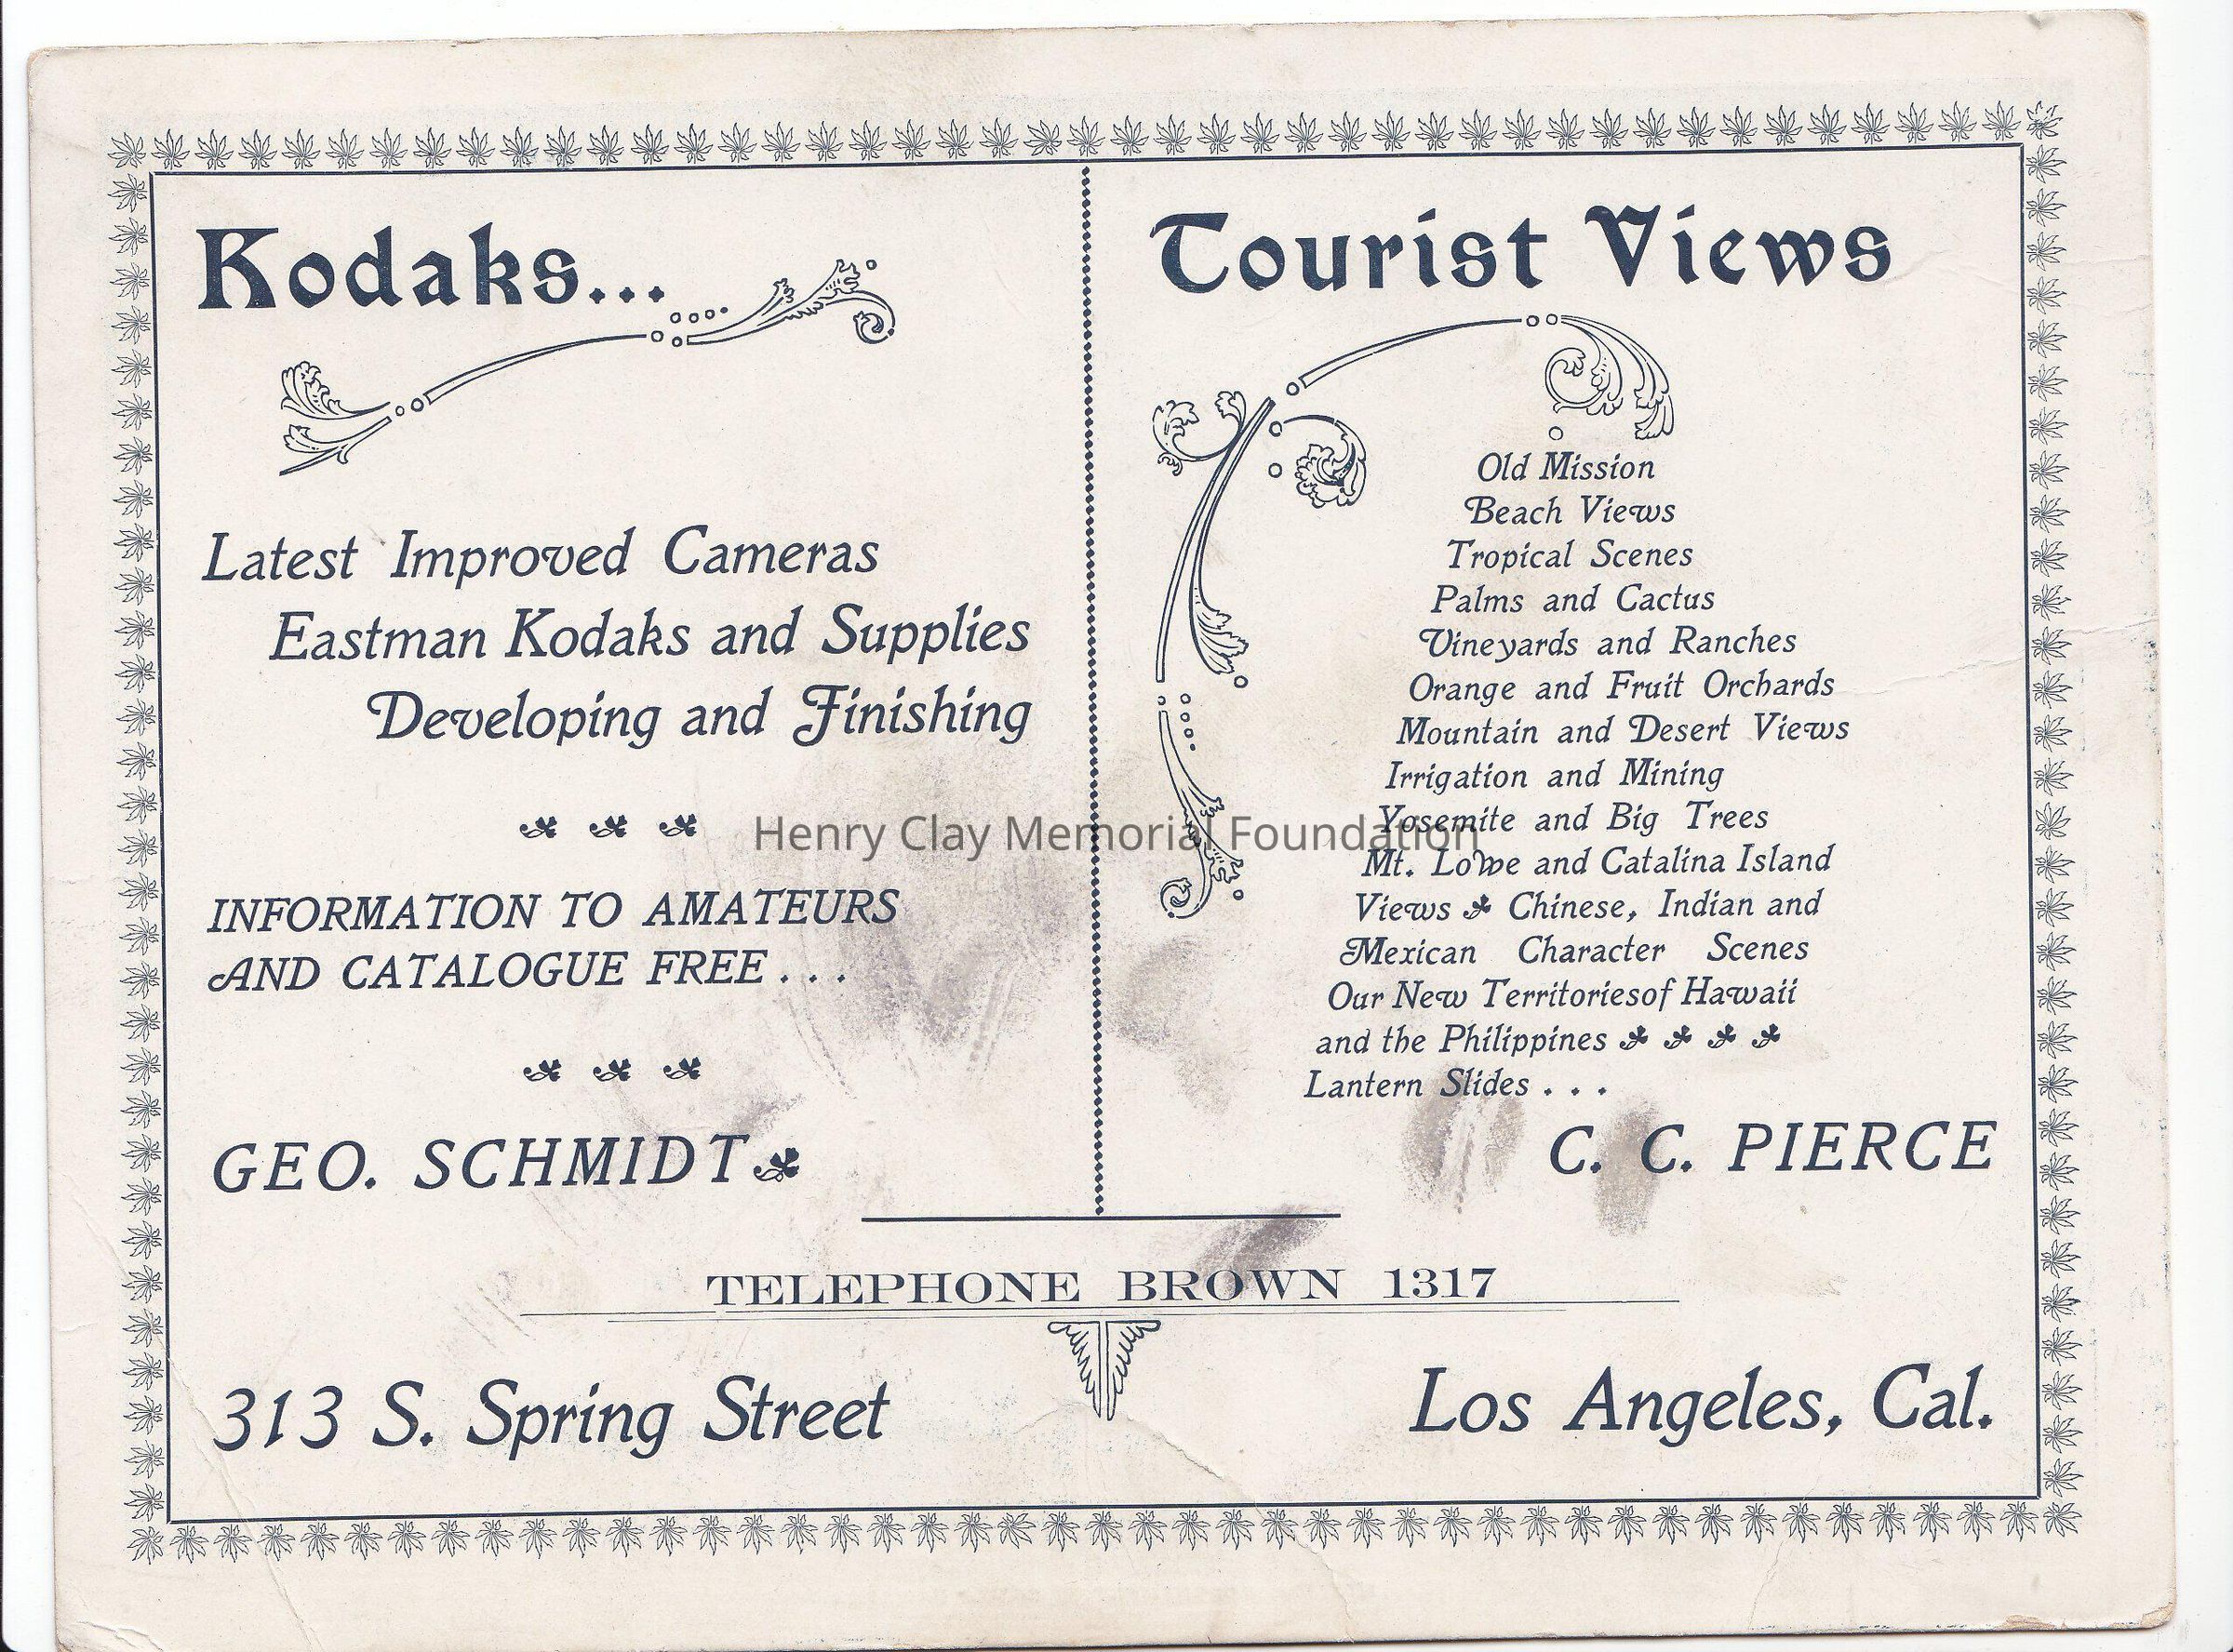 Kodaks...
Latest Improved Cameras
Eastman Kodaks and Supplies
Developing and Finishing
INFORMATION TO AMATEURS
AND CATALOGUE FREE . . .
GEO. SCHMIDT
Tourist Views
Old Mission
Beach Views
Tropical Scenes
Palms and Cactus
Vineyards and Ranches
Orange and Fruit Orchards
Mountain and Desert Views
Irrigation and Mining
Yosemite and Big Trees
Mt. Lowe and Catalina Island
Views Chinese, Indian and
Mexican Character Scenes
Our New Territoriesof Hawaii
and the Philippines
Lantern Slides . . .
C. C. PIERCE
Henry Clay Memorial Foundation
TELEPHONE BROWN 1317
313 S. Spring Street
Los Angeles, Cal.